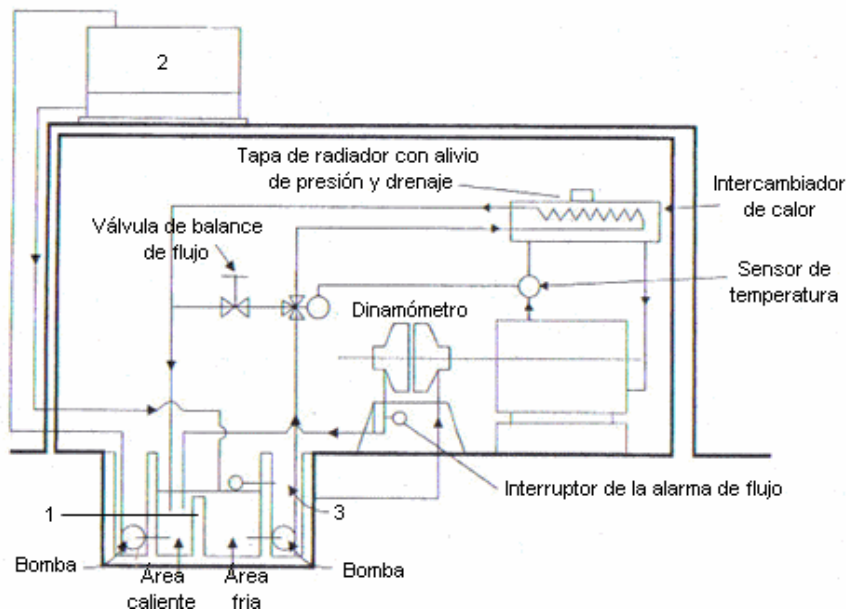 2
Tapa de radiador con alivio
de presión y drenaje
Intercambiador
de calor
Válvula de balance
de flujo
Sensor de
temperatura
Dinamómetro
Interruptor de la alarma de flujo
1
3
Bomba
Área
caliente
Área
fria
Bomba